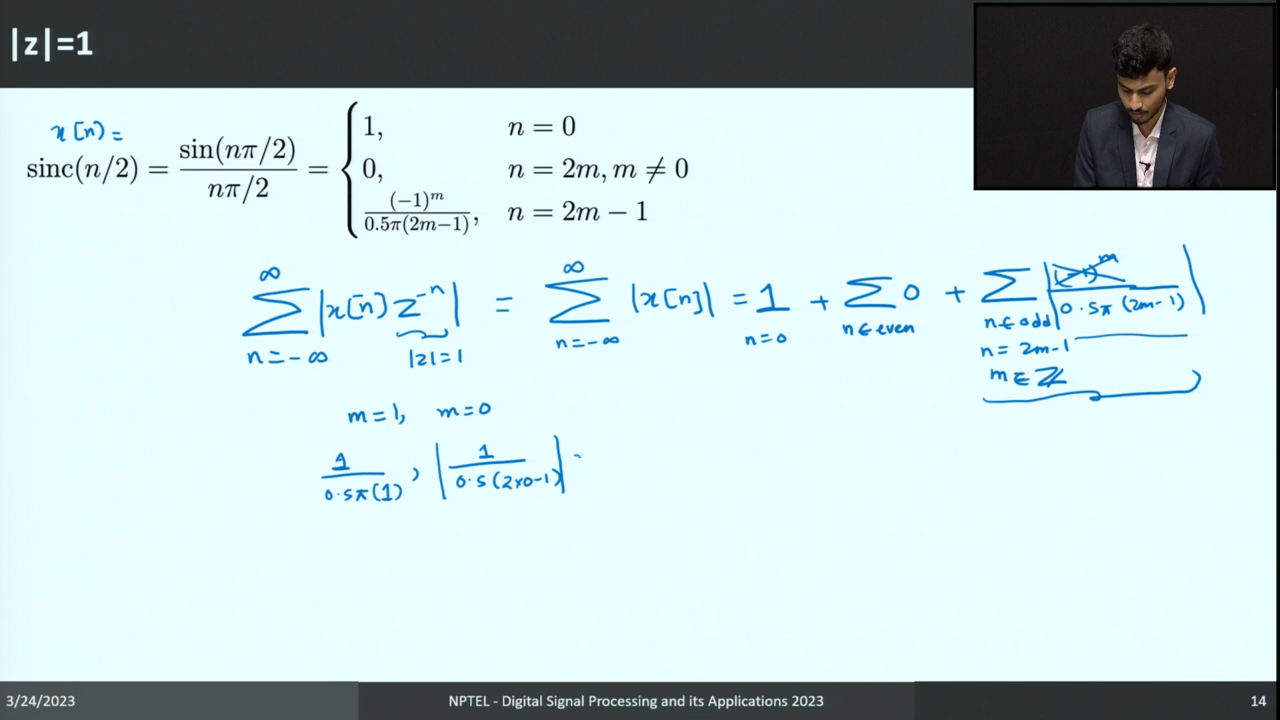 |z|=1
x[n] =
sinc(n/2) = sin(nπ/2) / nπ/2 = { 1, n = 0
0, n = 2m, m ≠ 0
(-1)^m / 0.5π(2m-1), n = 2m - 1
∞ ∑ n=-∞ |x[n] z^-n| = ∞ ∑ n=-∞ |x[n]| = 1 + ∑ 0 + ∑ |(-1)^m / 0.5π(2m-1)|
|z|=1 n=0 n∈even n∈odd
n = 2m-1
m∈ℤ
m=1, m=0
1 / 0.5π(1) , |1 / 0.5(2×0-1)|
3/24/2023
NPTEL - Digital Signal Processing and its Applications 2023
14